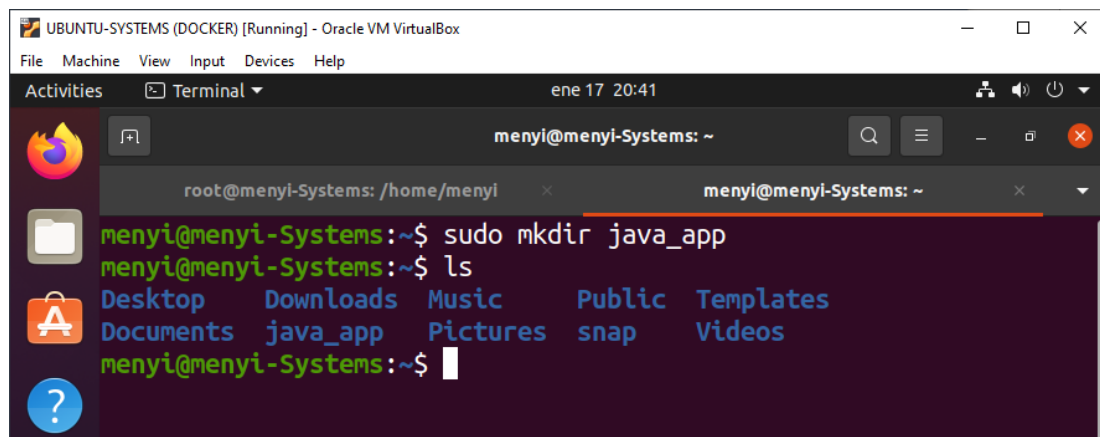 UBUNTU-SYSTEMS (DOCKER) [Running] - Oracle VM VirtualBox
File Machine View Input Devices Help
Activities Terminal ene 17 20:41
menyi@menyi-Systems: ~
root@menyi-Systems: /home/menyi menyi@menyi-Systems: ~
menyi@menyi-Systems:~$ sudo mkdir java_app
menyi@menyi-Systems:~$ ls
Desktop Downloads Music Public Templates
Documents java_app Pictures snap Videos
menyi@menyi-Systems:~$